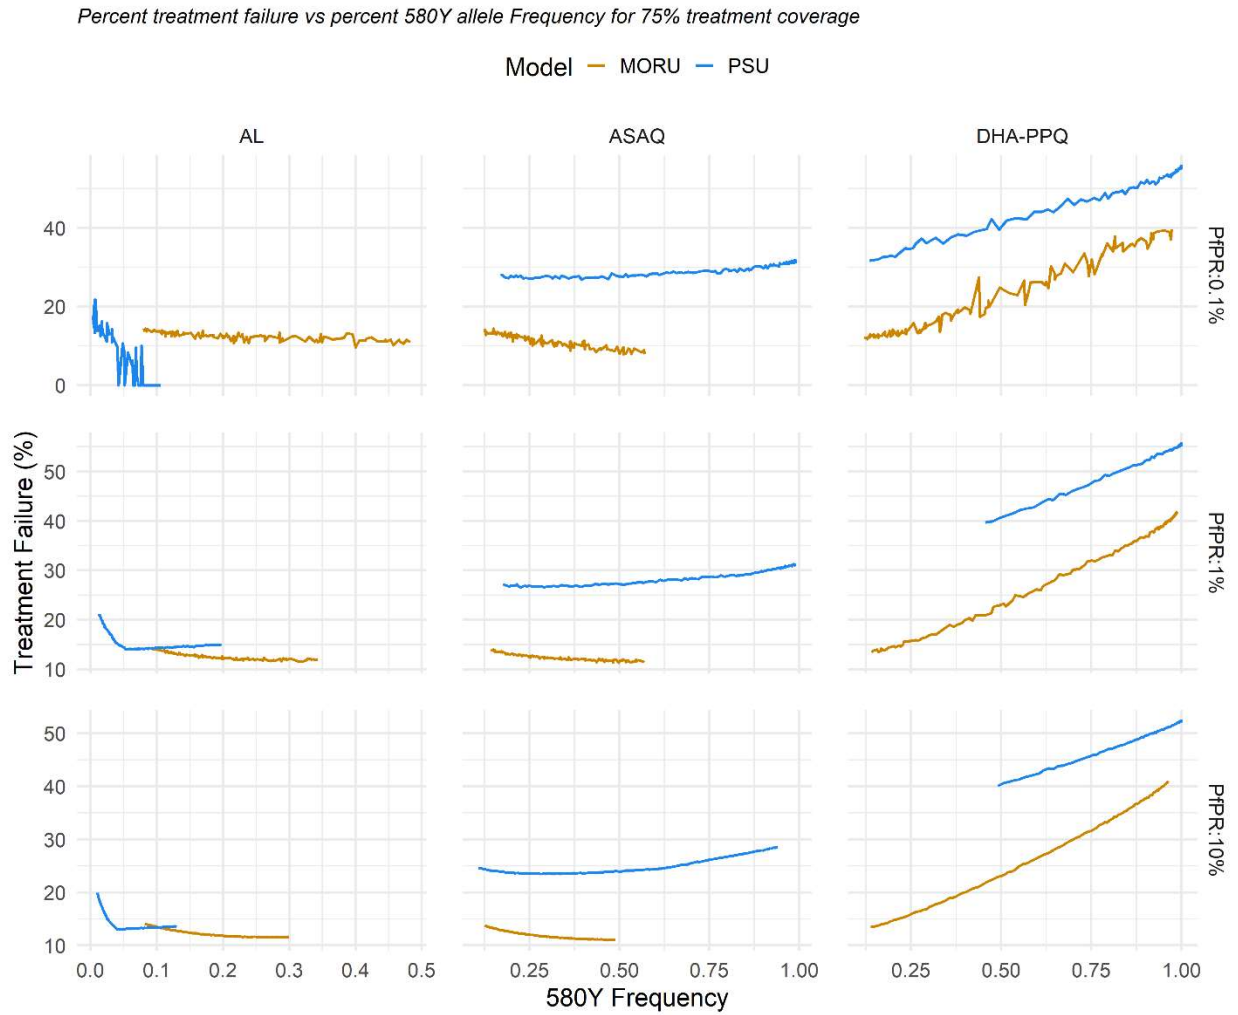 Percent treatment failure vs percent 580Y allele Frequency for 75% treatment coverage
Model MORU PSU
AL ASAQ DHA-PPQ
Treatment Failure (%)
40
20
0
PfPR:0.1%
50
40
30
20
10
PfPR:1%
50
40
30
20
10
PfPR:10%
0.0 0.1 0.2 0.3 0.4 0.5 0.25 0.50 0.75 1.00 0.25 0.50 0.75 1.00
580Y Frequency